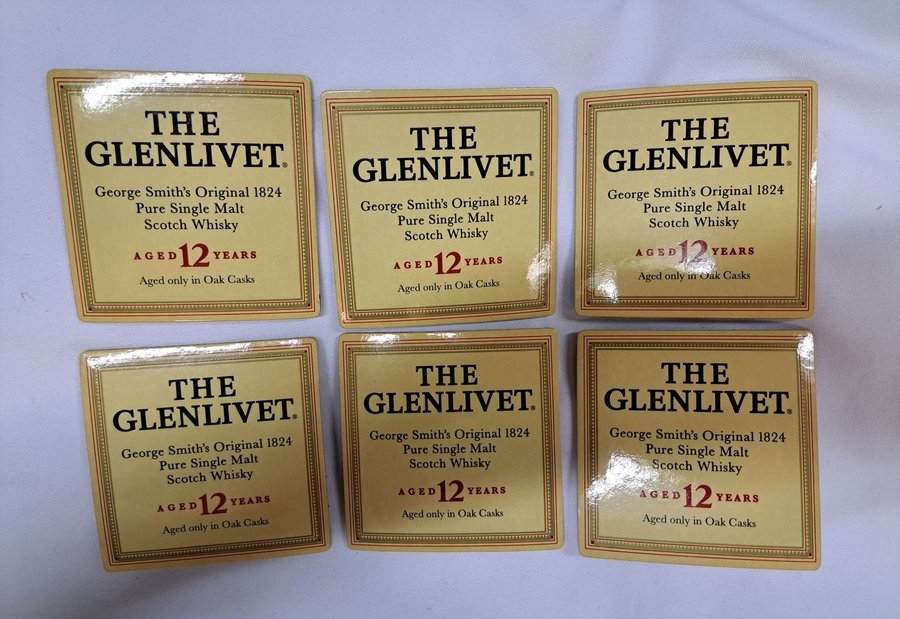 THE
GLENLIVET®
George Smith's Original 1824
Pure Single Malt
Scotch Whisky
AGED 12 YEARS
Aged only in Oak Casks
THE
GLENLIVET®
George Smith's Original 1824
Pure Single Malt
Scotch Whisky
AGED 12 YEARS
Aged only in Oak Casks
THE
GLENLIVET®
George Smith's Original 1824
Pure Single Malt
Scotch Whisky
AGED 12 YEARS
Aged only in Oak Casks
THE
GLENLIVET®
George Smith's Original 1824
Pure Single Malt
Scotch Whisky
AGED 12 YEARS
Aged only in Oak Casks
THE
GLENLIVET®
George Smith's Original 1824
Pure Single Malt
Scotch Whisky
AGED 12 YEARS
Aged only in Oak Casks
THE
GLENLIVET®
George Smith's Original 1824
Pure Single Malt
Scotch Whisky
AGED 12 YEARS
Aged only in Oak Casks